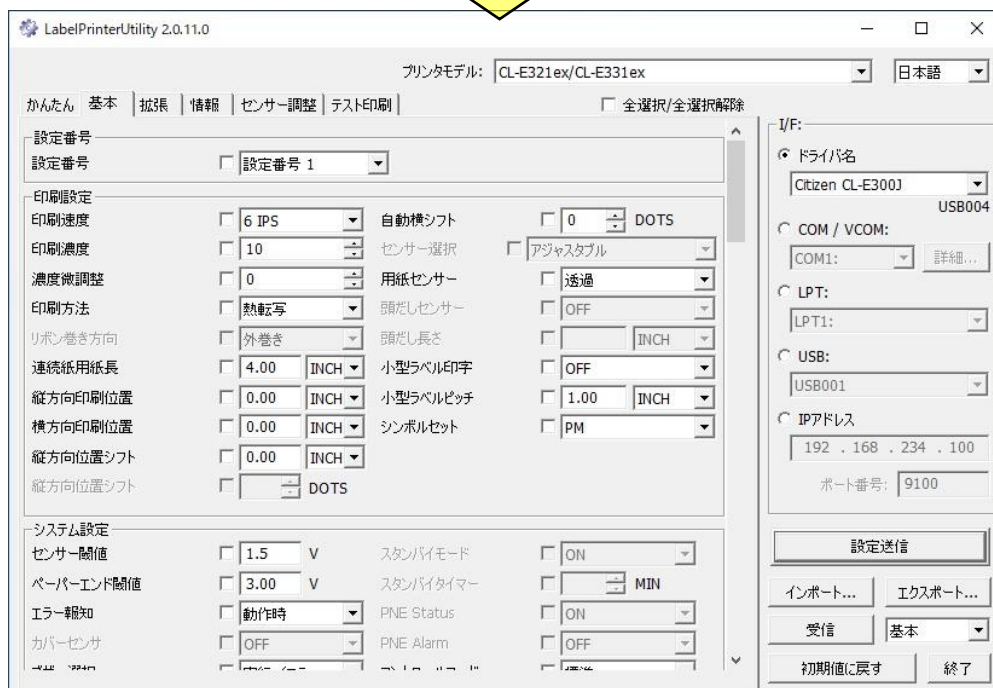 LabelPrinterUtility 2.0.11.0
プリンタモデル: CL-E321ex/CL-E331ex 日本語
かんたん 基本 拡張 情報 センサー調整 テスト印刷 全選択/全選択解除
設定番号
設定番号 設定番号 1
印刷設定
印刷速度 6 IPS 自動横シフト 0 DOTS
印刷濃度 10 センサー選択 アジャスタブル
濃度微調整 0 用紙センサー 透過
印刷方法 熱転写 頭だしセンサー OFF
リボン巻き方向 外巻き 頭だし長さ INCH
連続紙用紙長 4.00 INCH 小型ラベル印字 OFF
縦方向印刷位置 0.00 INCH 小型ラベルピッチ 1.00 INCH
横方向印刷位置 0.00 INCH シンボルセット PM
縦方向位置シフト 0.00 INCH
縦方向位置シフト DOTS
システム設定
センサー閾値 1.5 V スタンバイモード ON
ペーパーエンド閾値 3.00 V スタンバイタイマー MIN
エラー報知 動作時 PNE Status ON
カバーセンサ OFF PNE Alarm OFF
I/F:
ドライバ名
Citizen CL-E300J
USB004
COM / VCOM:
COM1: 詳細...
LPT:
LPT1:
USB:
USB001
IPアドレス
192 . 168 . 234 . 100
ポート番号: 9100
設定送信
インポート... エクスポート...
受信 基本
初期値に戻す 終了